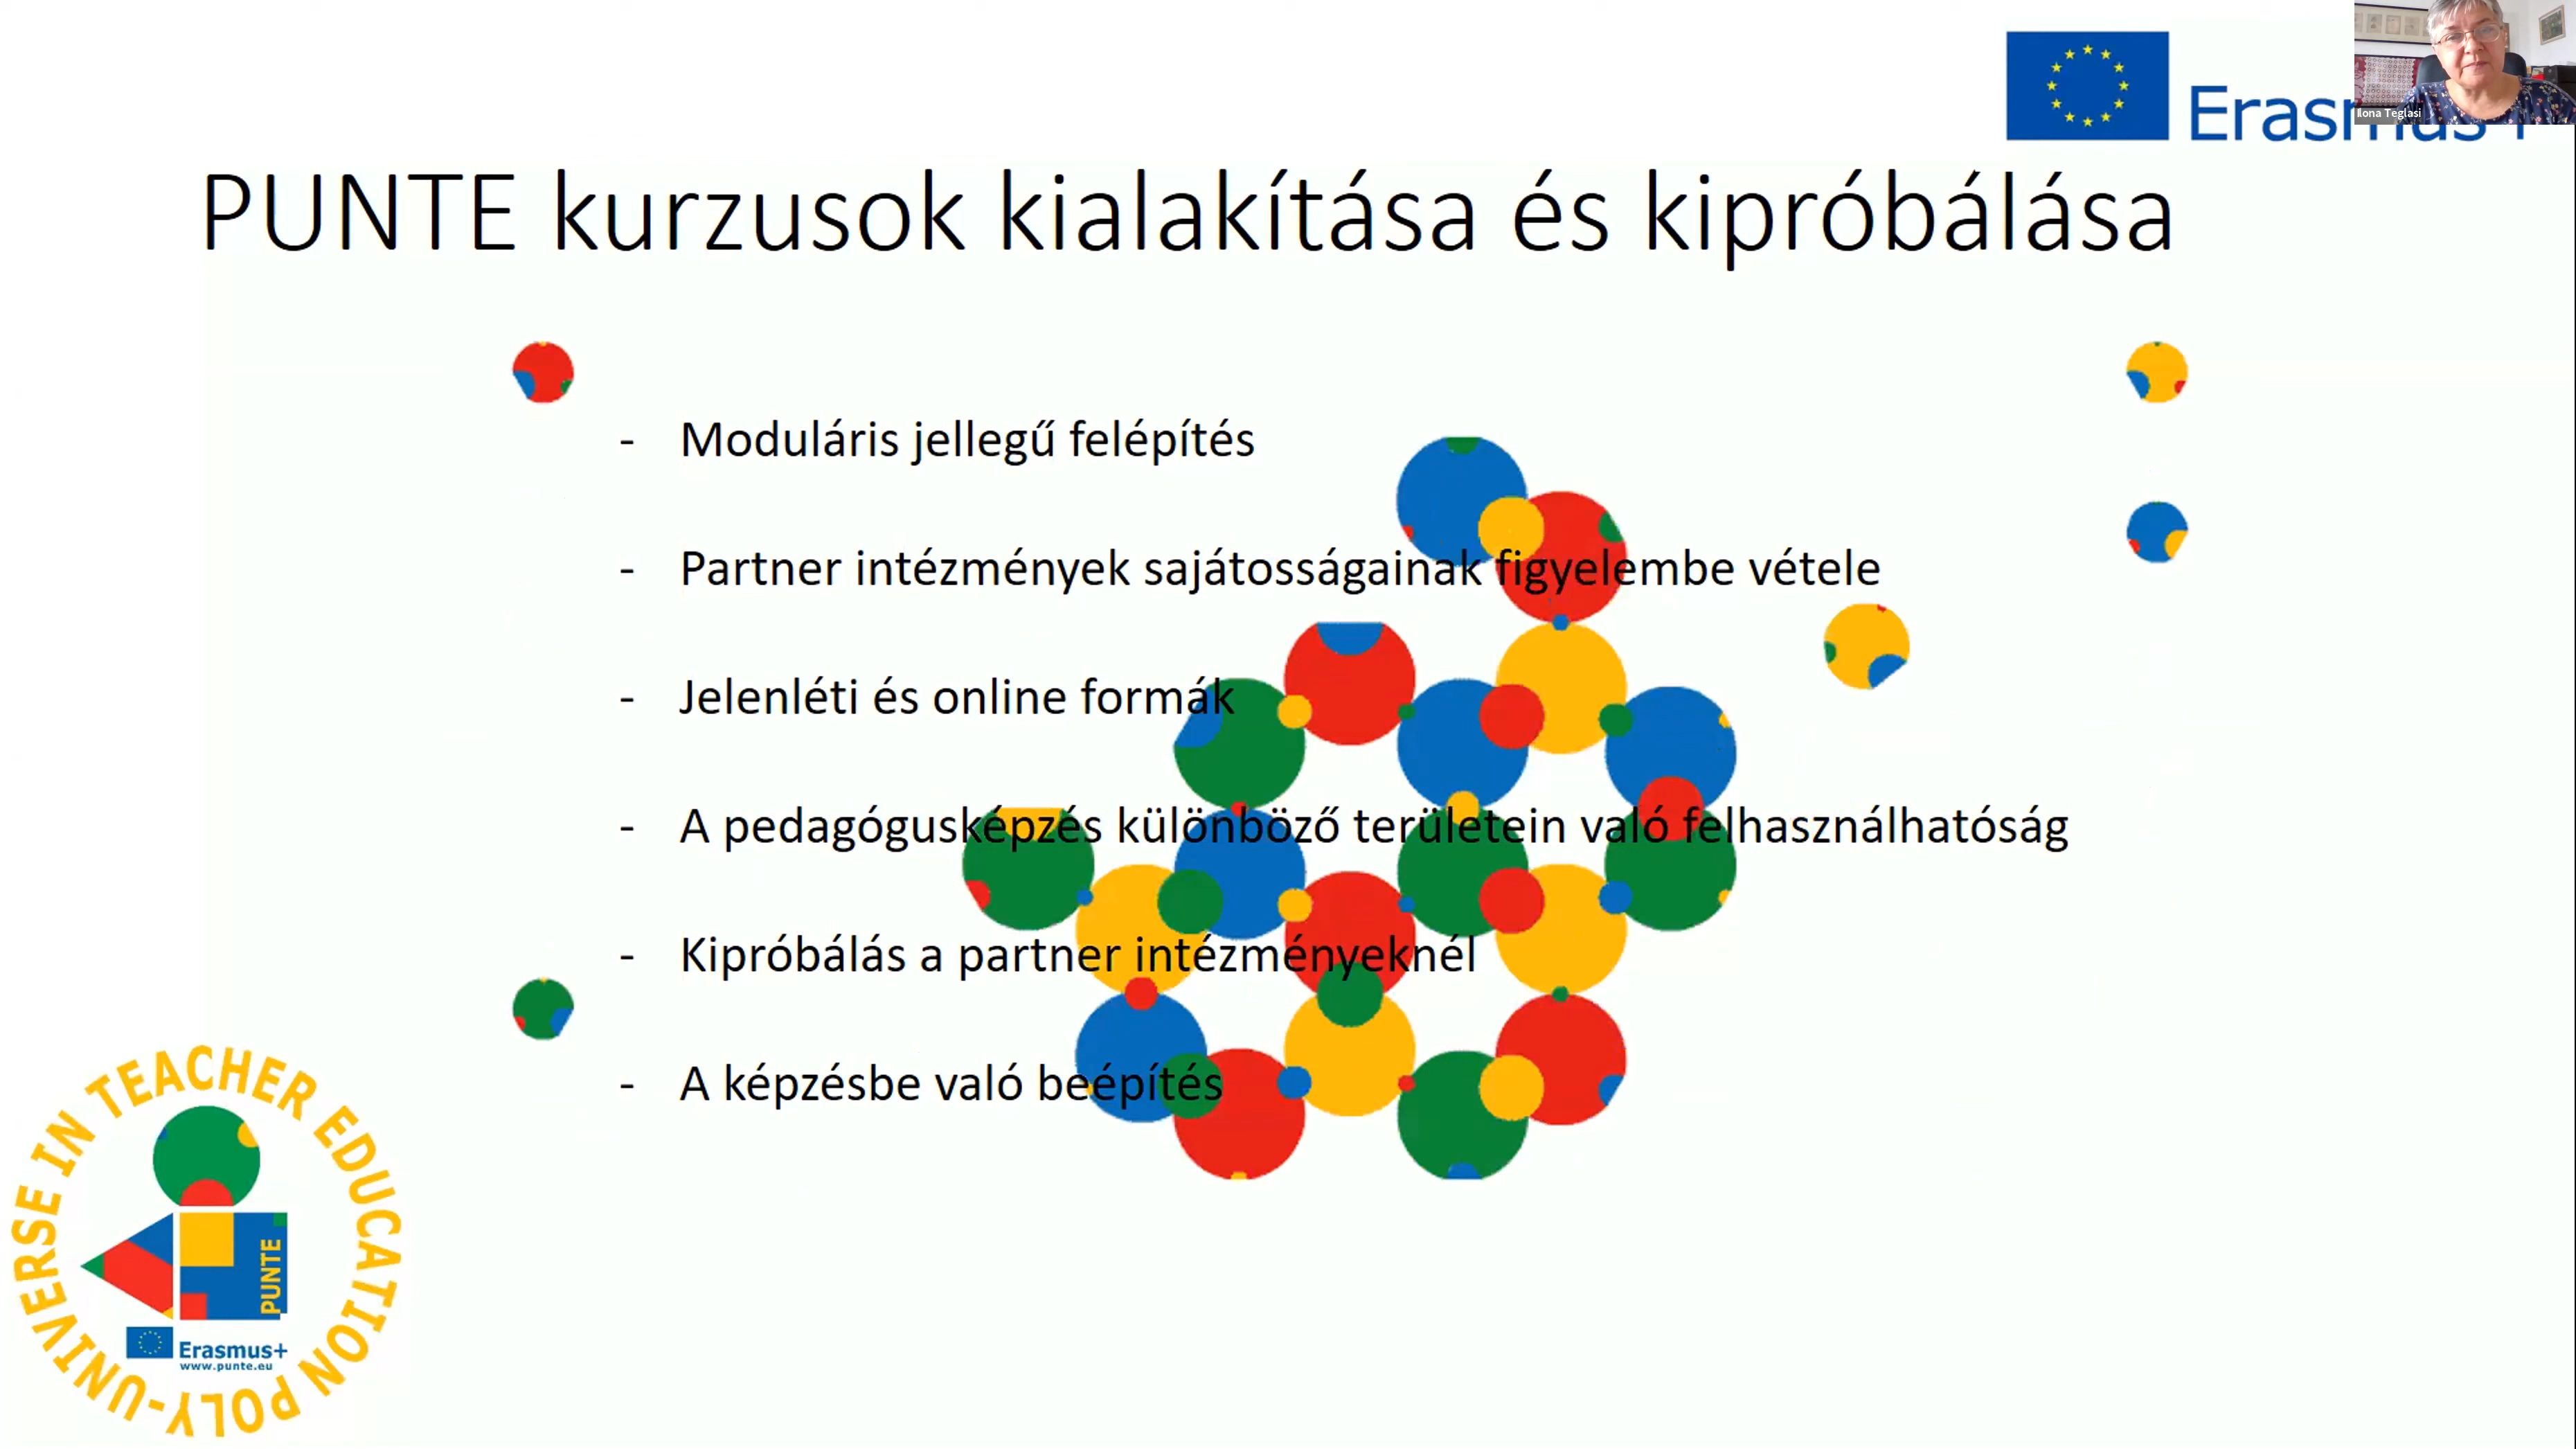 Erasmus+
Ilona Teglasi
PUNTE kurzusok kialakítása és kipróbálása
- Moduláris jellegű felépítés
- Partner intézmények sajátosságainak figyelembe vétele
- Jelenléti és online formák
- A pedagógusképzés különböző területein való felhasználhatóság
- Kipróbálás a partner intézményeknél
- A képzésbe való beépítés
POLY-UNIVERSE IN TEACHER EDUCATION
PUNTE
Erasmus+
www.punte.eu